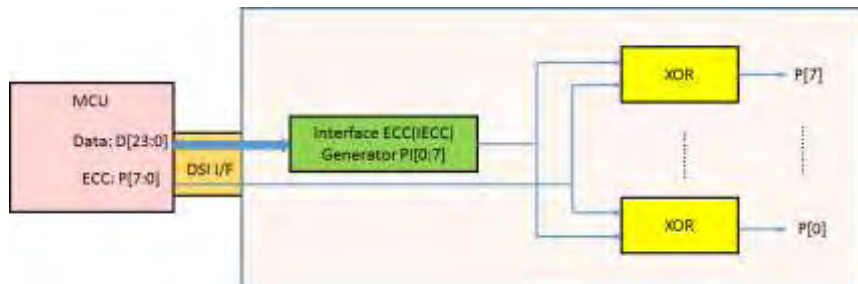 XOR
P[7]
MCU
Data: D[23:0]
Interface ECC(IECC)
Generator PI[0:7]
DSI I/F
ECC: P[7:0]
XOR
P[0]